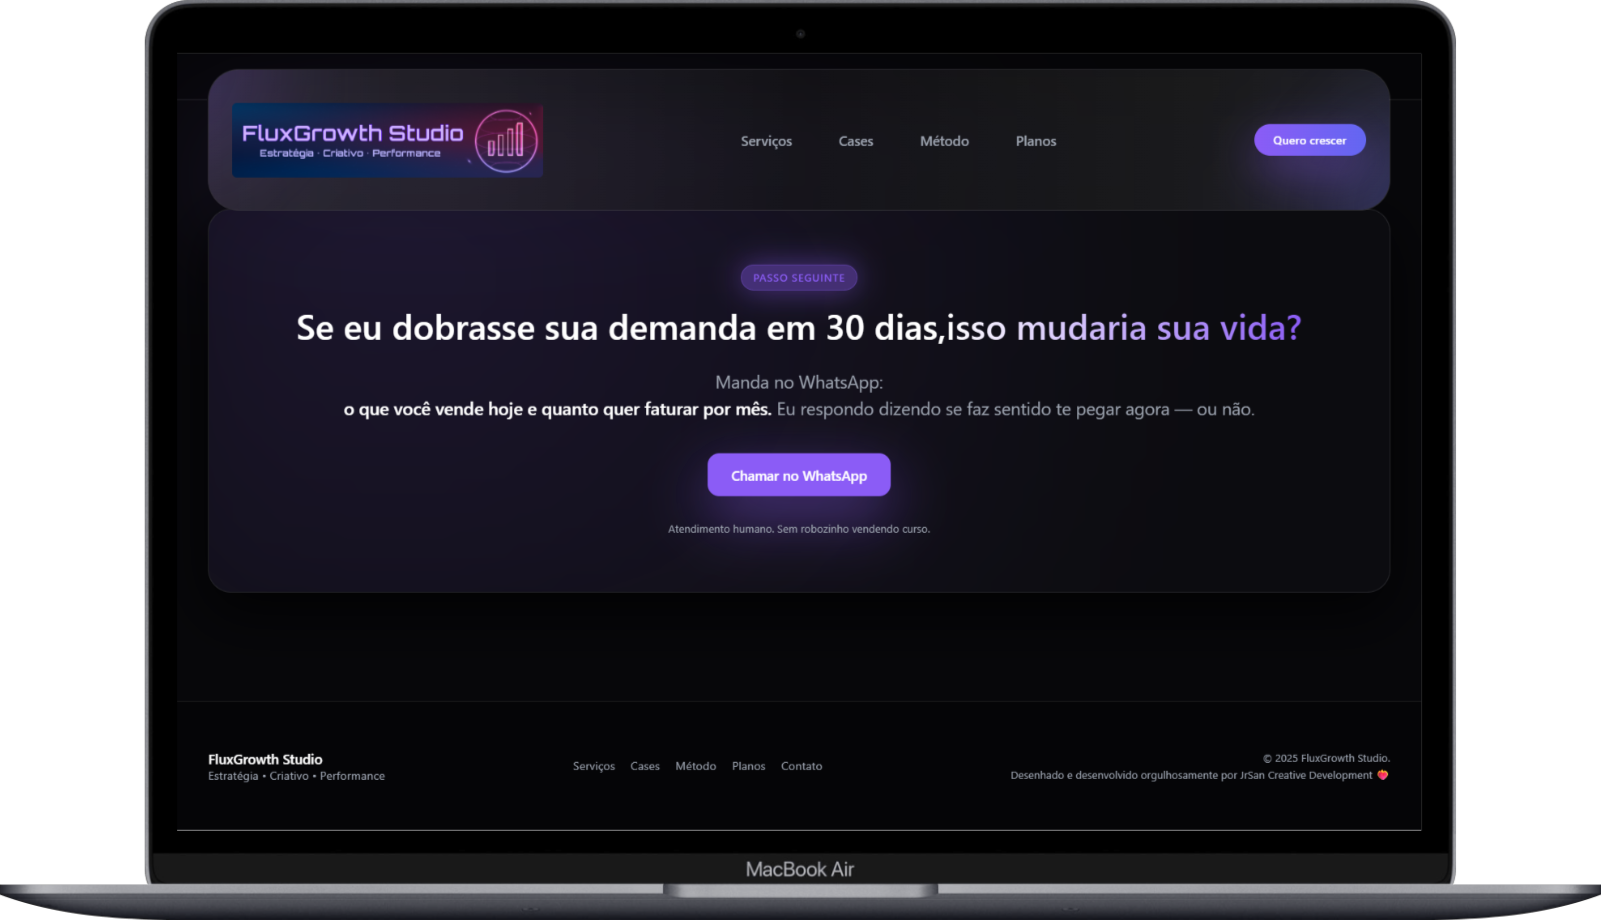 FluxGrowth Studio
Estratégia · Criativo · Performance
Serviços
Cases
Método
Planos
Quero crescer
PASSO SEGUINTE
Se eu dobrasse sua demanda em 30 dias,isso mudaria sua vida?
Manda no WhatsApp:
o que você vende hoje e quanto quer faturar por mês. Eu respondo dizendo se faz sentido te pegar agora — ou não.
Chamar no WhatsApp
Atendimento humano. Sem robozinho vendendo curso.
FluxGrowth Studio
Estratégia • Criativo • Performance
Serviços
Cases
Método
Planos
Contato
© 2025 FluxGrowth Studio.
Desenhado e desenvolvido orgulhosamente por JrSan Creative Development ❤️‍🔥
MacBook Air